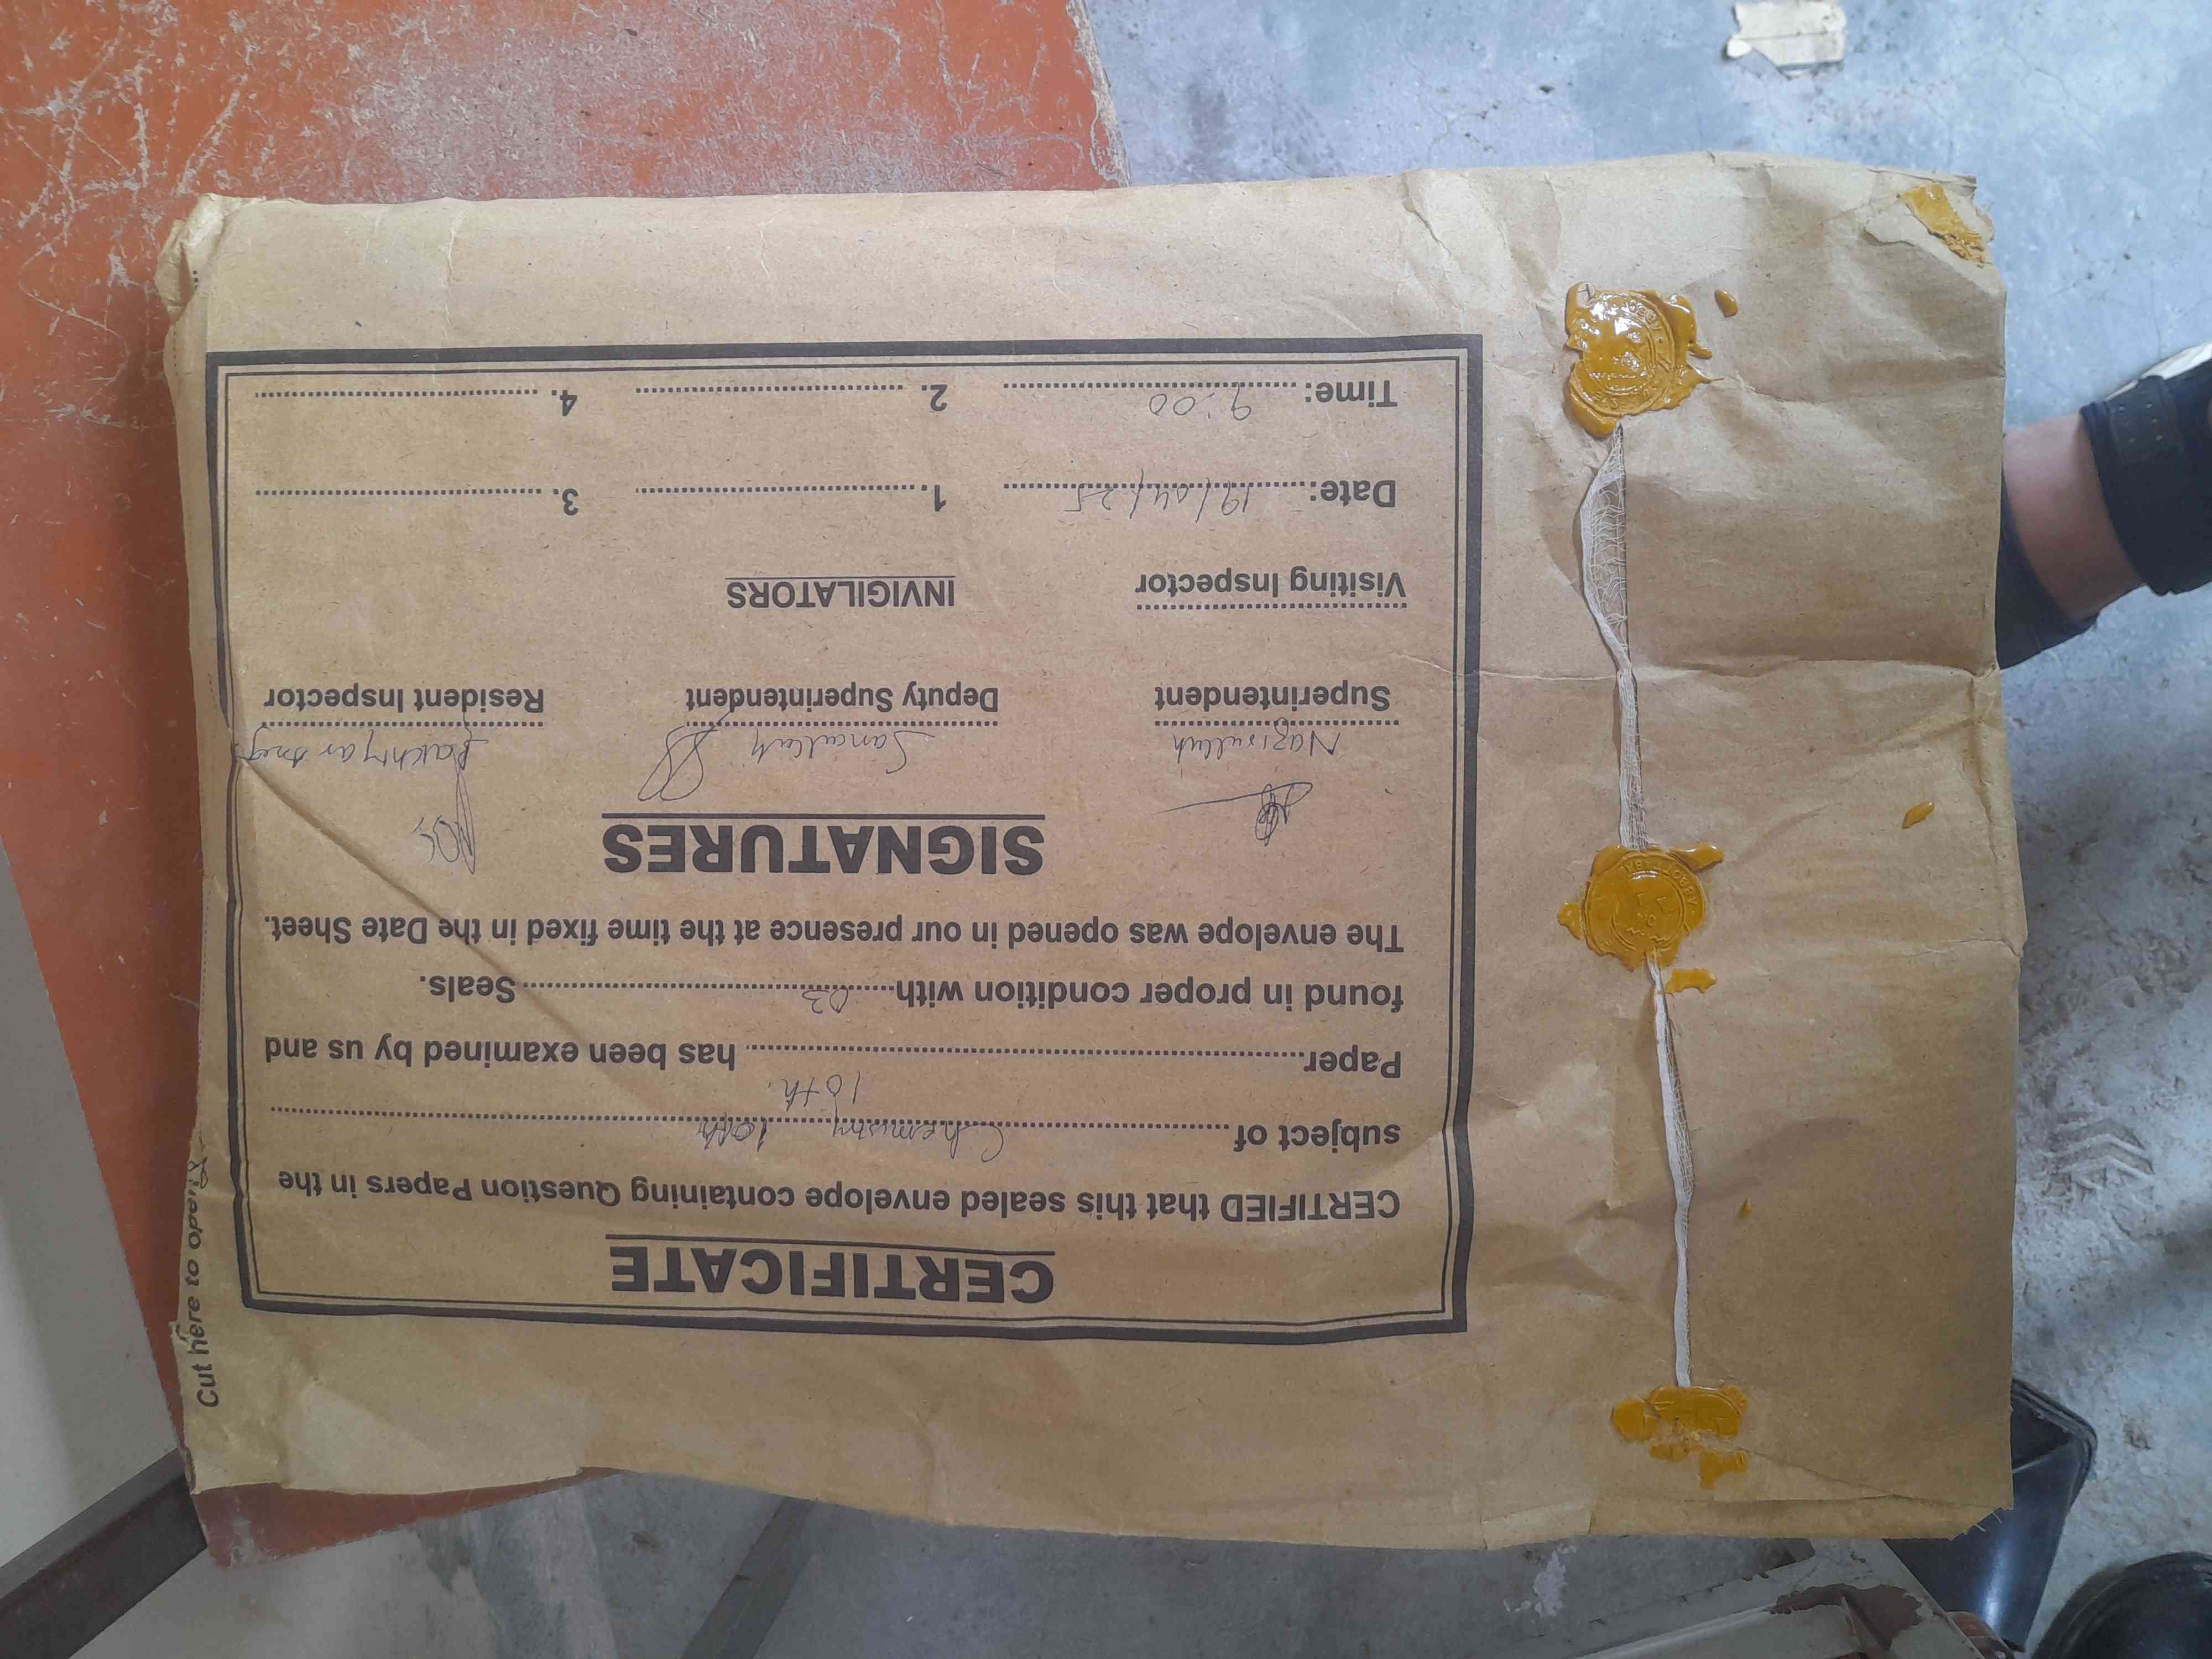 CERTIFICATE
CERTIFIED that this sealed envelope containing Question Papers in the
subject of Chemistry 10th
10th.
Paper has been examined by us and
found in proper condition with 03 Seals.
The envelope was opened in our presence at the time fixed in the Date Sheet.
SIGNATURES
Nazirullah Sanaullah
Superintendent Deputy Superintendent Resident Inspector
Visiting Inspector INVIGILATORS
Date: 19/04/25 1. 3.
Time: 9:00 2. 4.
Cut here to open